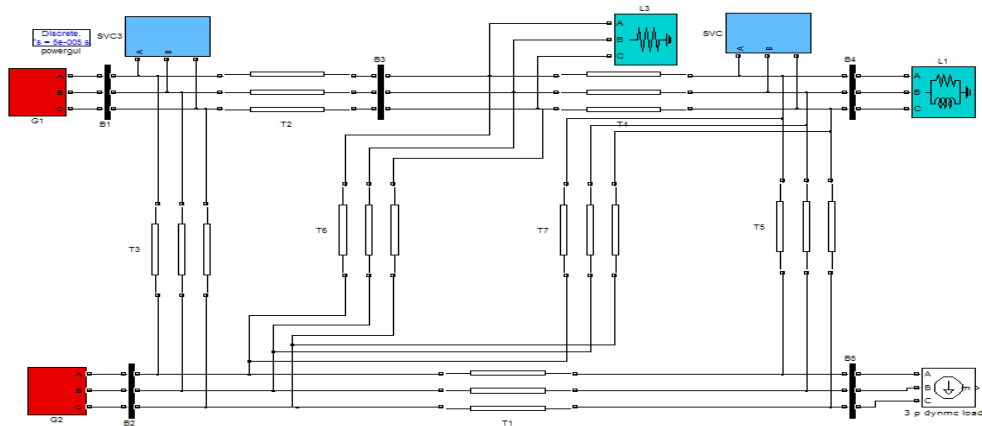 Discrete,
Ts = 5e-005 s
powergui
SVC3
A
B
L3
A
B
C
SVC
A
B
A
B
C
G1
B1
T2
B3
T4
B4
L1
A
B
C
T3
T6
T7
T5
A
B
C
G2
B2
T1
B5
A
B
C
m
3 p dynmc load